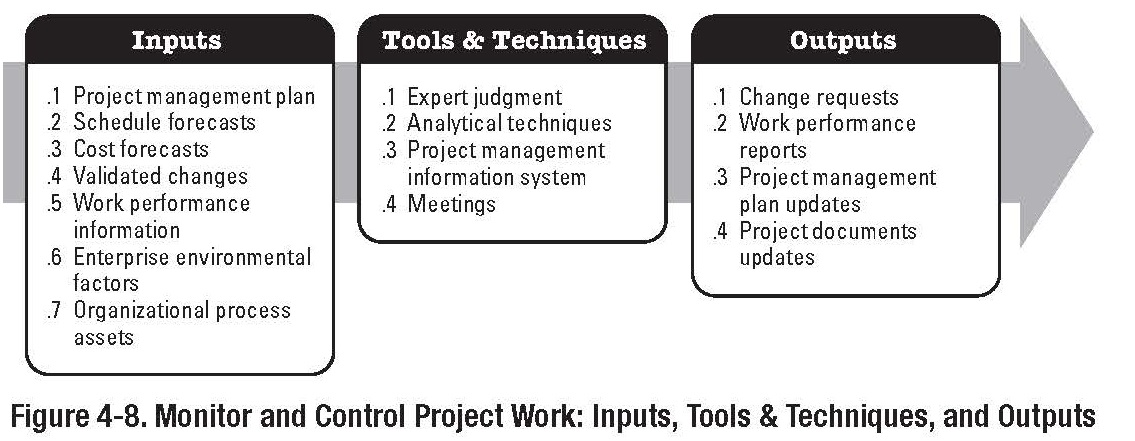 Inputs
.1 Project management plan
.2 Schedule forecasts
.3 Cost forecasts
.4 Validated changes
.5 Work performance
information
.6 Enterprise environmental
factors
.7 Organizational process
assets
Tools & Techniques
.1 Expert judgment
.2 Analytical techniques
.3 Project management
information system
.4 Meetings
Outputs
.1 Change requests
.2 Work performance
reports
.3 Project management
plan updates
.4 Project documents
updates
Figure 4-8. Monitor and Control Project Work: Inputs, Tools & Techniques, and Outputs